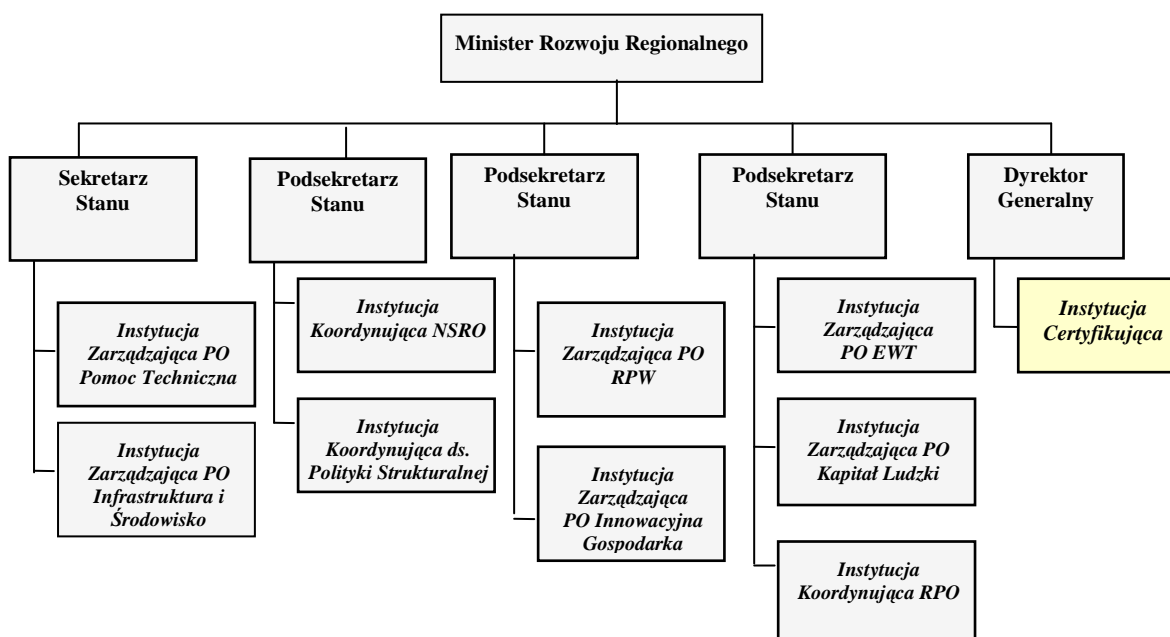 Minister Rozwoju Regionalnego
Sekretarz
Stanu
Podsekretarz
Stanu
Podsekretarz
Stanu
Podsekretarz
Stanu
Dyrektor
Generalny
Instytucja
Zarządzająca PO
Pomoc Techniczna
Instytucja
Zarządzająca PO
Infrastruktura i
Środowisko
Instytucja
Koordynująca NSRO
Instytucja
Koordynująca ds.
Polityki Strukturalnej
Instytucja
Zarządzająca PO
RPW
Instytucja
Zarządzająca
PO Innowacyjna
Gospodarka
Instytucja
Zarządzająca
PO EWT
Instytucja
Zarządzająca PO
Kapitał Ludzki
Instytucja
Koordynująca RPO
Instytucja
Certyfikująca